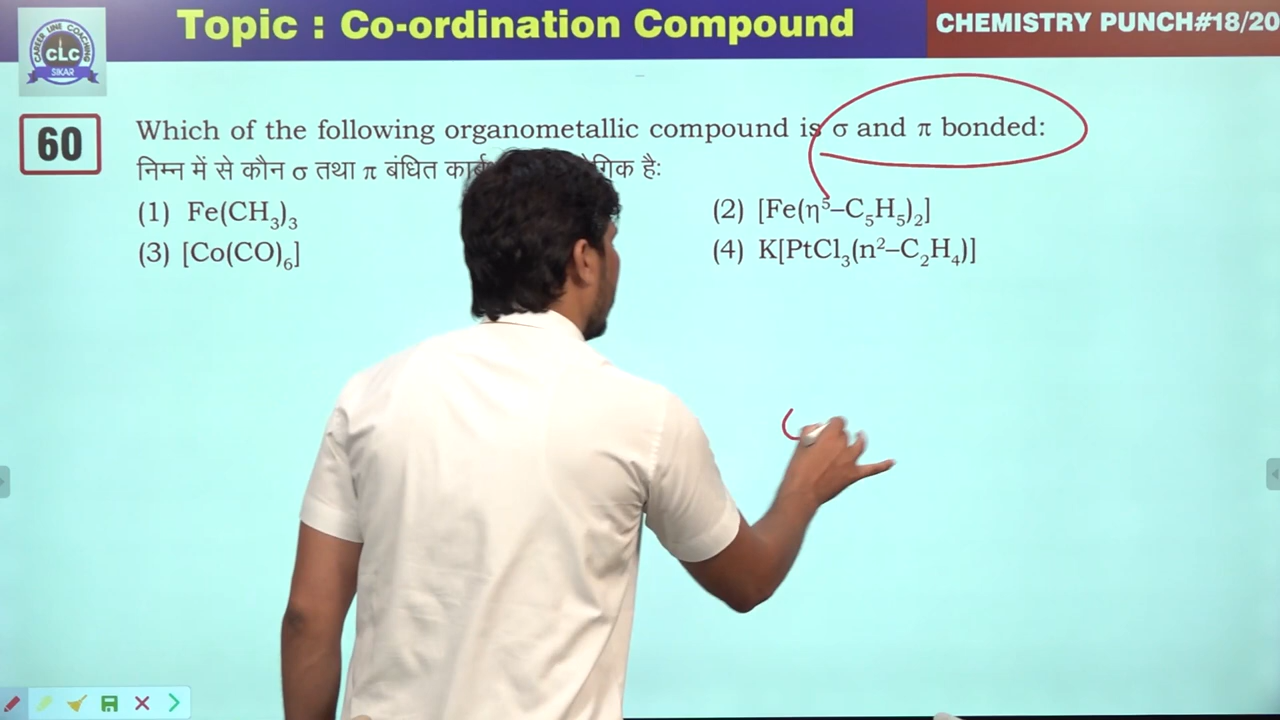 Topic : Co-ordination Compound
CHEMISTRY PUNCH#18/20
CAREER LINE COACHING
CLC
SIKAR
60
Which of the following organometallic compound is σ and π bonded:
निम्न में से कौन σ तथा π बंधित है:
(1) Fe(CH₃)₃
(2) [Fe(η⁵–C₅H₅)₂]
(3) [Co(CO)₆]
(4) K[PtCl₃(n²–C₂H₄)]